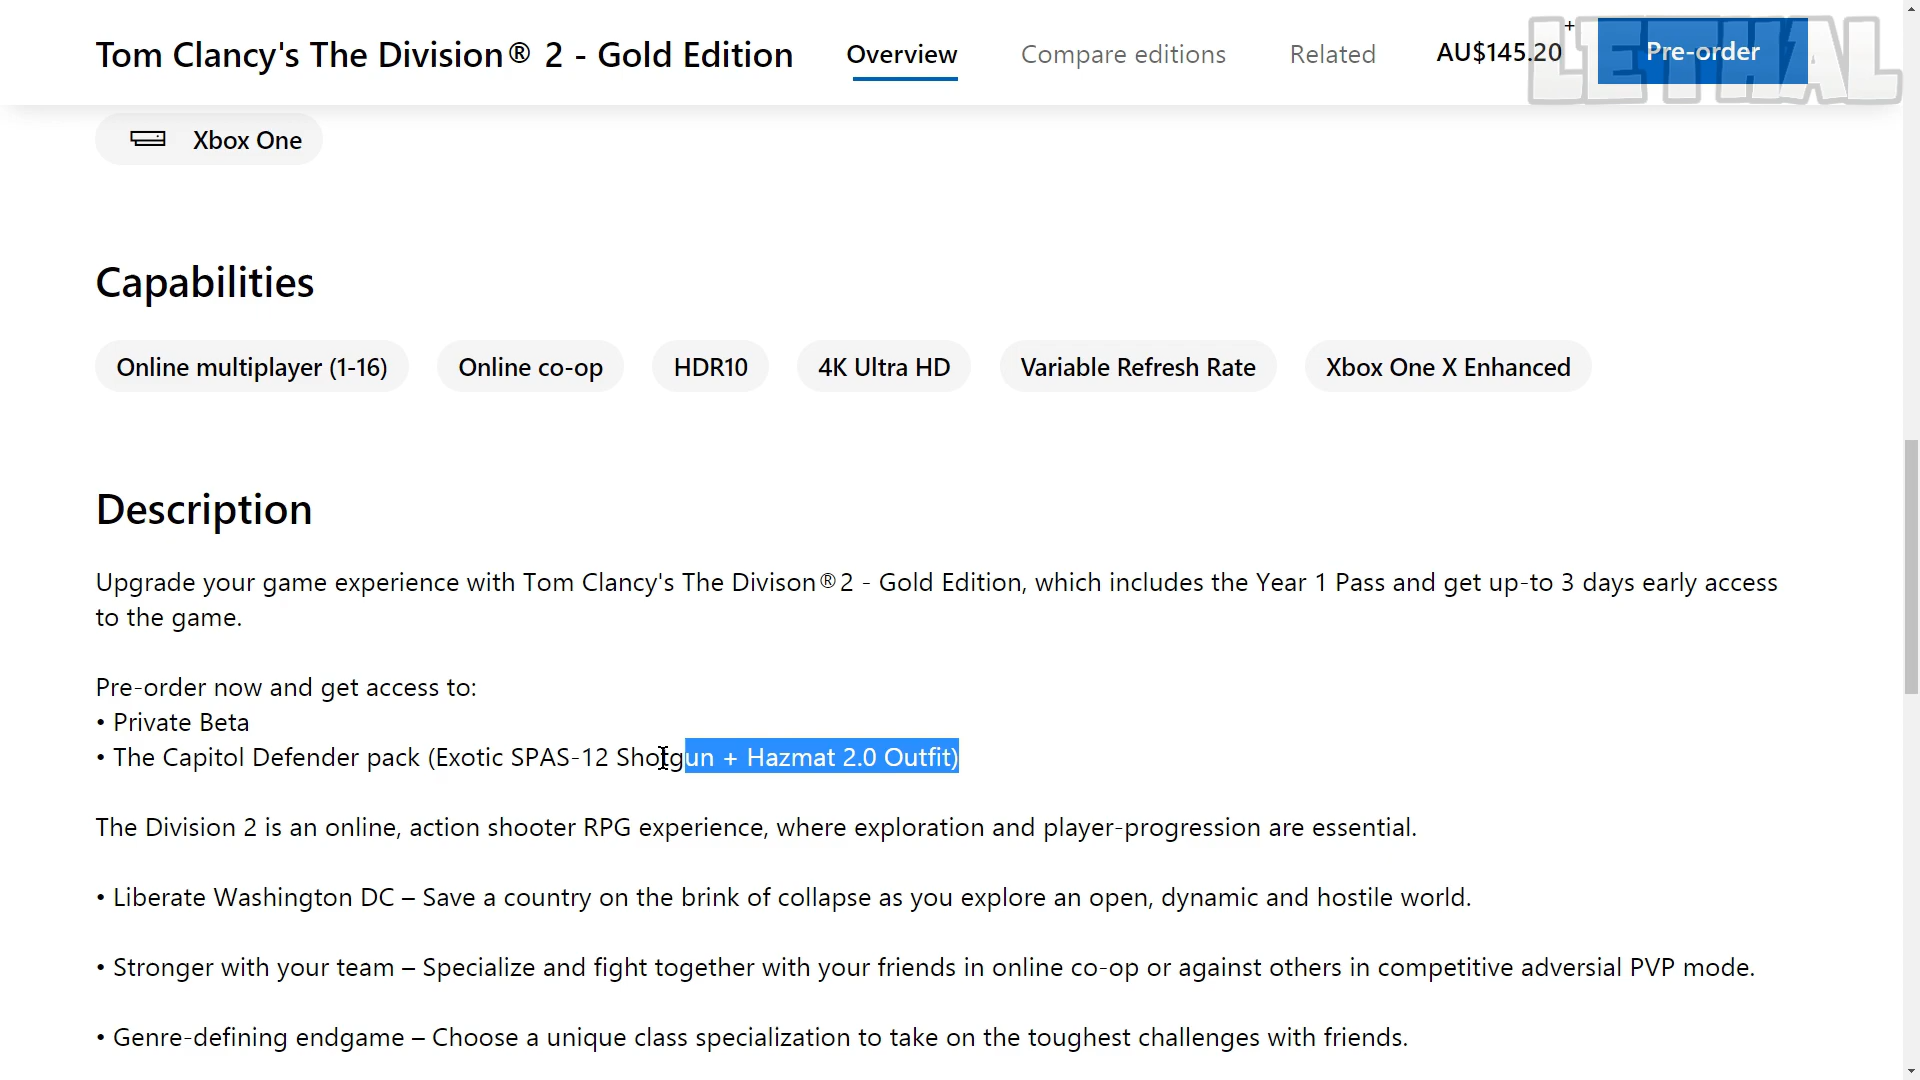 Tom Clancy's The Division® 2 - Gold Edition Overview Compare editions Related AU$145.20+ Pre-order
LETHAL
Xbox One
Capabilities
Online multiplayer (1-16) Online co-op HDR10 4K Ultra HD Variable Refresh Rate Xbox One X Enhanced
Description
Upgrade your game experience with Tom Clancy's The Divison®2 - Gold Edition, which includes the Year 1 Pass and get up-to 3 days early access
to the game.
Pre-order now and get access to:
• Private Beta
• The Capitol Defender pack (Exotic SPAS-12 Shotgun + Hazmat 2.0 Outfit)
The Division 2 is an online, action shooter RPG experience, where exploration and player-progression are essential.
• Liberate Washington DC – Save a country on the brink of collapse as you explore an open, dynamic and hostile world.
• Stronger with your team – Specialize and fight together with your friends in online co-op or against others in competitive adversial PVP mode.
• Genre-defining endgame – Choose a unique class specialization to take on the toughest challenges with friends.